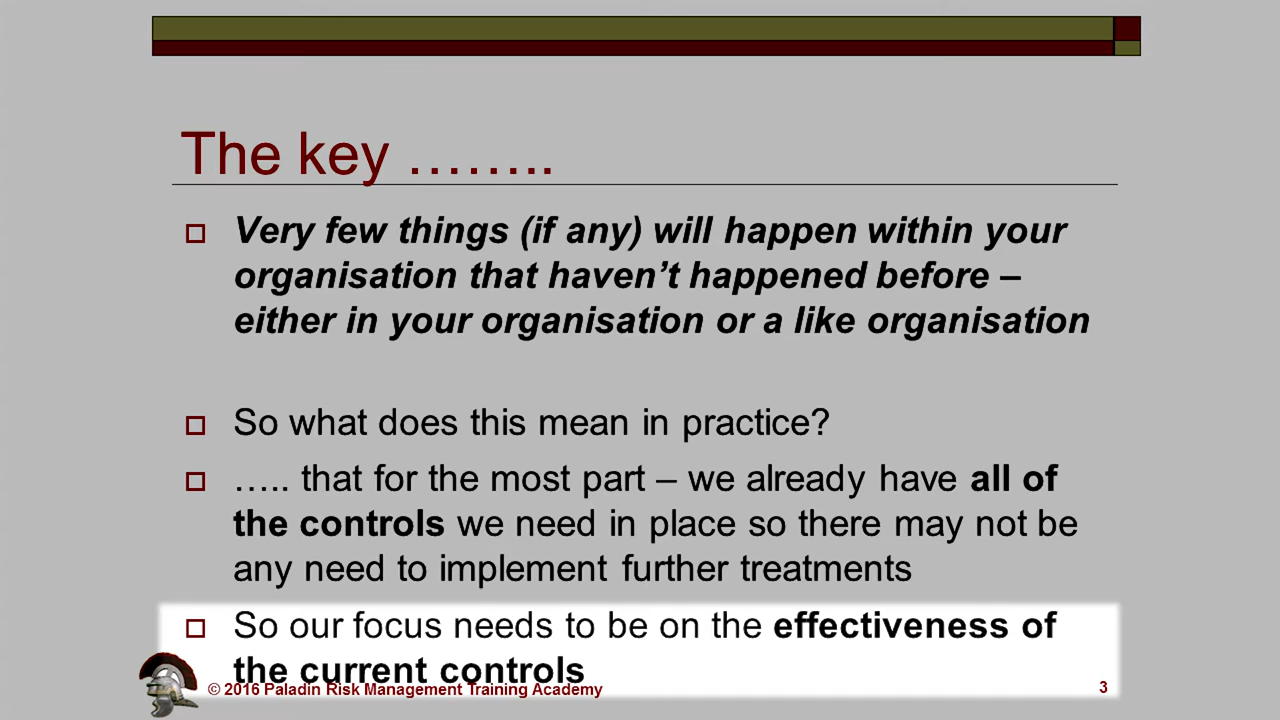 The key ……..
Very few things (if any) will happen within your
organisation that haven’t happened before –
either in your organisation or a like organisation
So what does this mean in practice?
….. that for the most part – we already have all of
the controls we need in place so there may not be
any need to implement further treatments
So our focus needs to be on the effectiveness of
the current controls
© 2016 Paladin Risk Management Training Academy
3